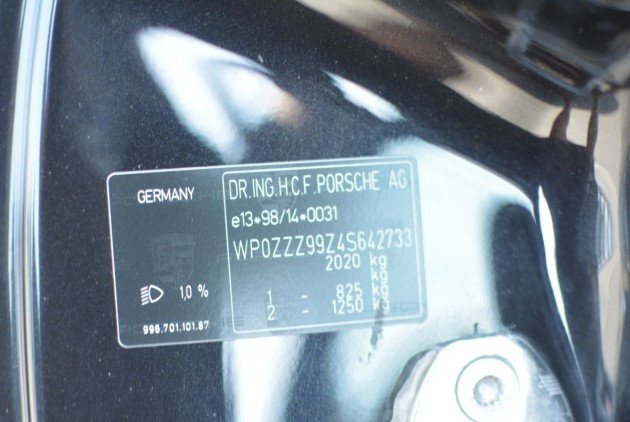 GERMANY
DR.ING.H.C.F.PORSCHE AG
e13*98/14*0031
WP0ZZZ99Z4S642733
2020 kg
kg
1 - 825 kg
2 - 1250 kg
1,0 %
996.701.101.87